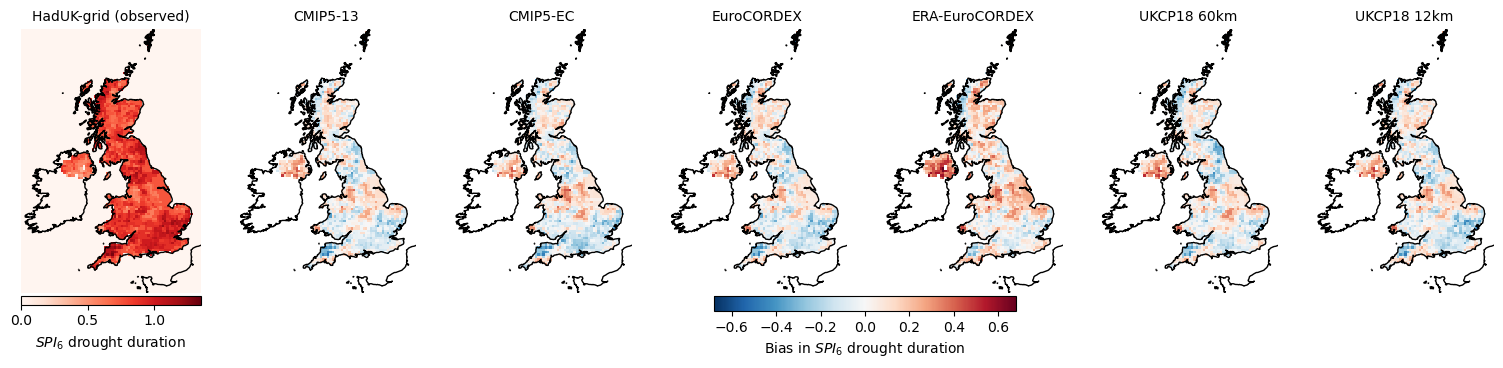 HadUK-grid (observed)
CMIP5-13
CMIP5-EC
EuroCORDEX
ERA-EuroCORDEX
UKCP18 60km
UKCP18 12km
0.0 0.5 1.0
SPI₆ drought duration
−0.6 −0.4 −0.2 0.0 0.2 0.4 0.6
Bias in SPI₆ drought duration